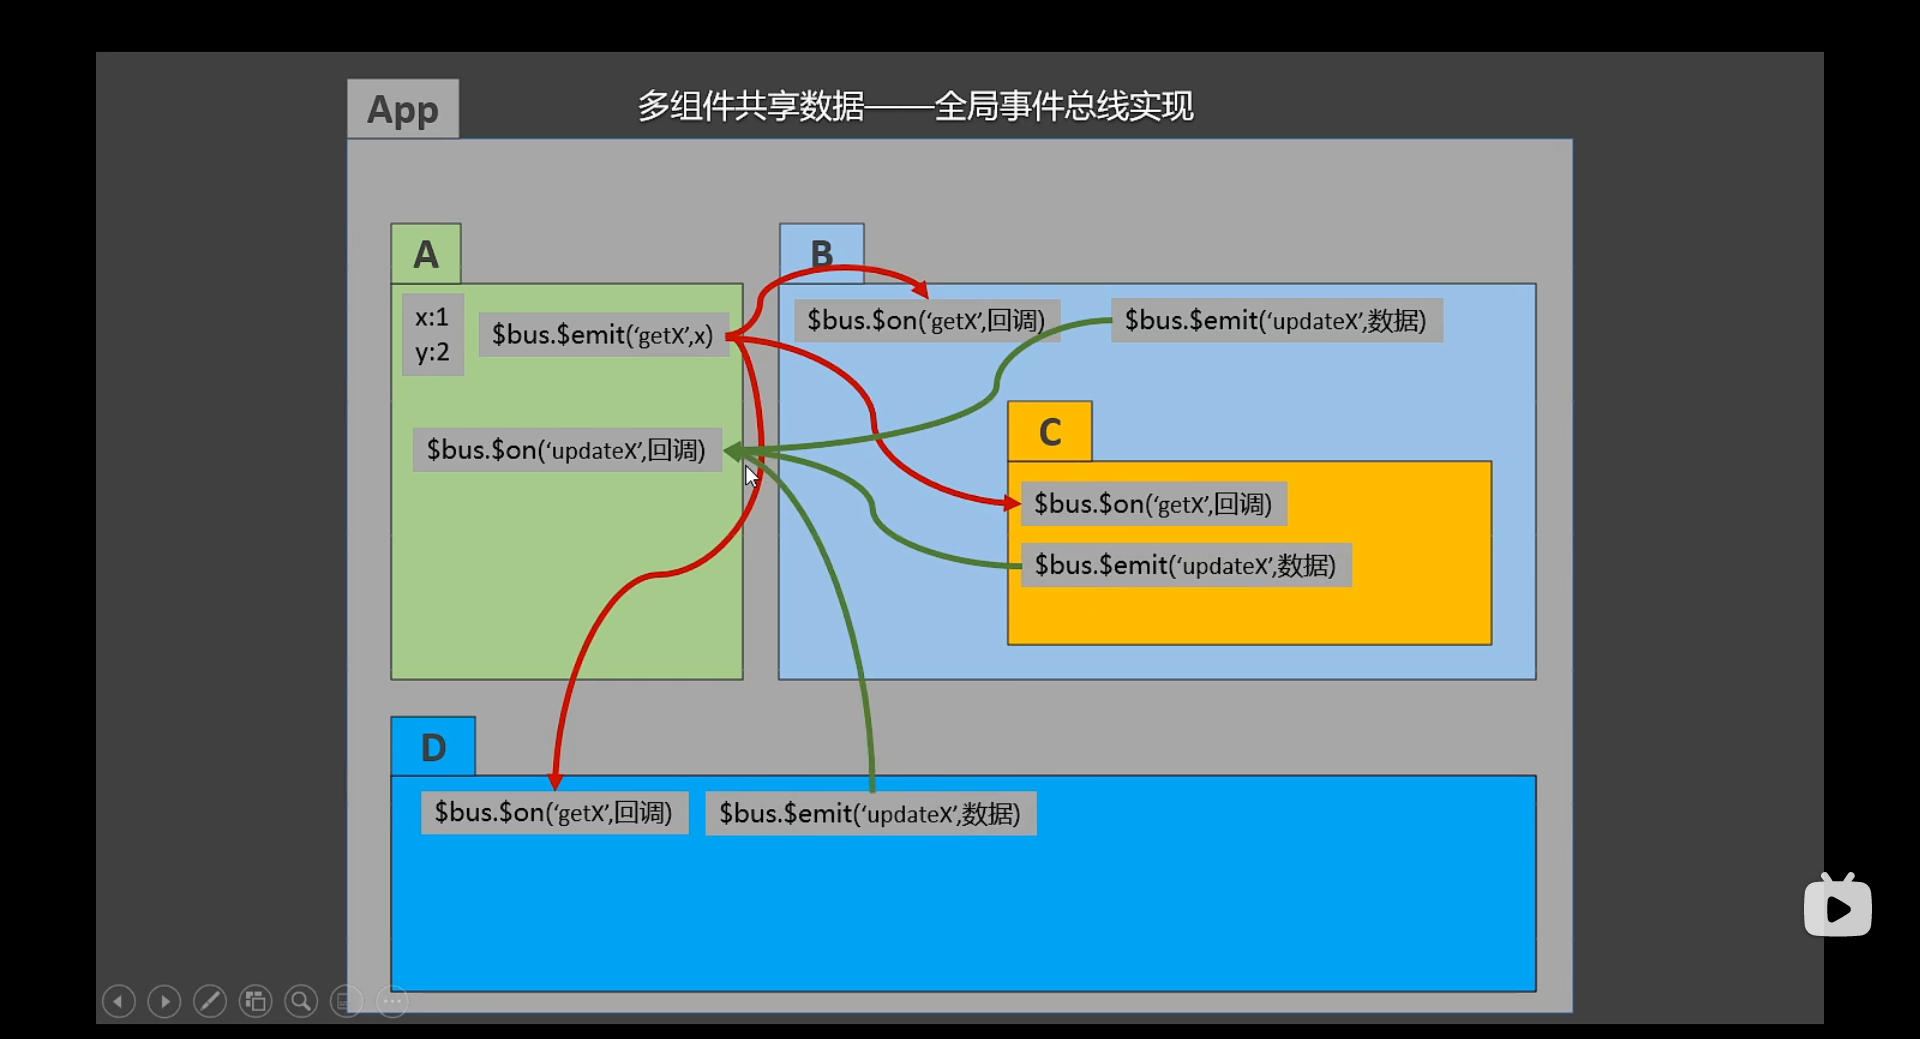 App
多组件共享数据——全局事件总线实现
A
x:1
y:2
$bus.$emit(‘getX’,x)
$bus.$on(‘updateX’,回调)
B
$bus.$on(‘getX’,回调)
$bus.$emit(‘updateX’,数据)
C
$bus.$on(‘getX’,回调)
$bus.$emit(‘updateX’,数据)
D
$bus.$on(‘getX’,回调)
$bus.$emit(‘updateX’,数据)